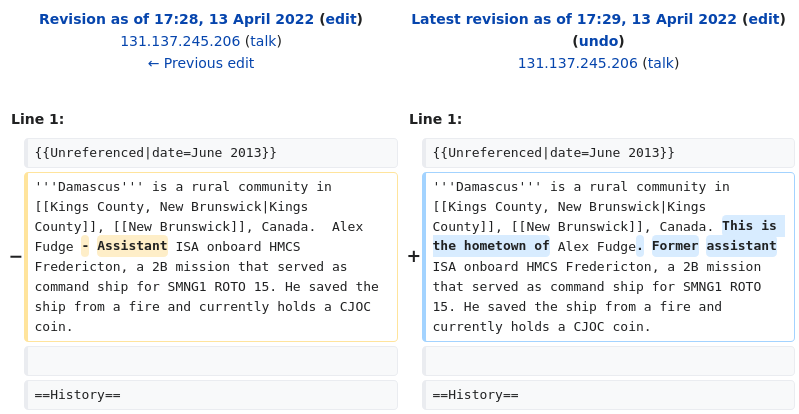 Revision as of 17:28, 13 April 2022 (edit)
131.137.245.206 (talk)
← Previous edit
Latest revision as of 17:29, 13 April 2022 (edit)
(undo)
131.137.245.206 (talk)
Line 1:
Line 1:
{{Unreferenced|date=June 2013}}
{{Unreferenced|date=June 2013}}
−
'''Damascus''' is a rural community in
[[Kings County, New Brunswick|Kings
County]], [[New Brunswick]], Canada.  Alex
Fudge - Assistant ISA onboard HMCS
Fredericton, a 2B mission that served as
command ship for SMNG1 ROTO 15. He saved the
ship from a fire and currently holds a CJOC
coin.
+
'''Damascus''' is a rural community in
[[Kings County, New Brunswick|Kings
County]], [[New Brunswick]], Canada. This is
the hometown of Alex Fudge. Former assistant
ISA onboard HMCS Fredericton, a 2B mission
that served as command ship for SMNG1 ROTO
15. He saved the ship from a fire and
currently holds a CJOC coin.
==History==
==History==